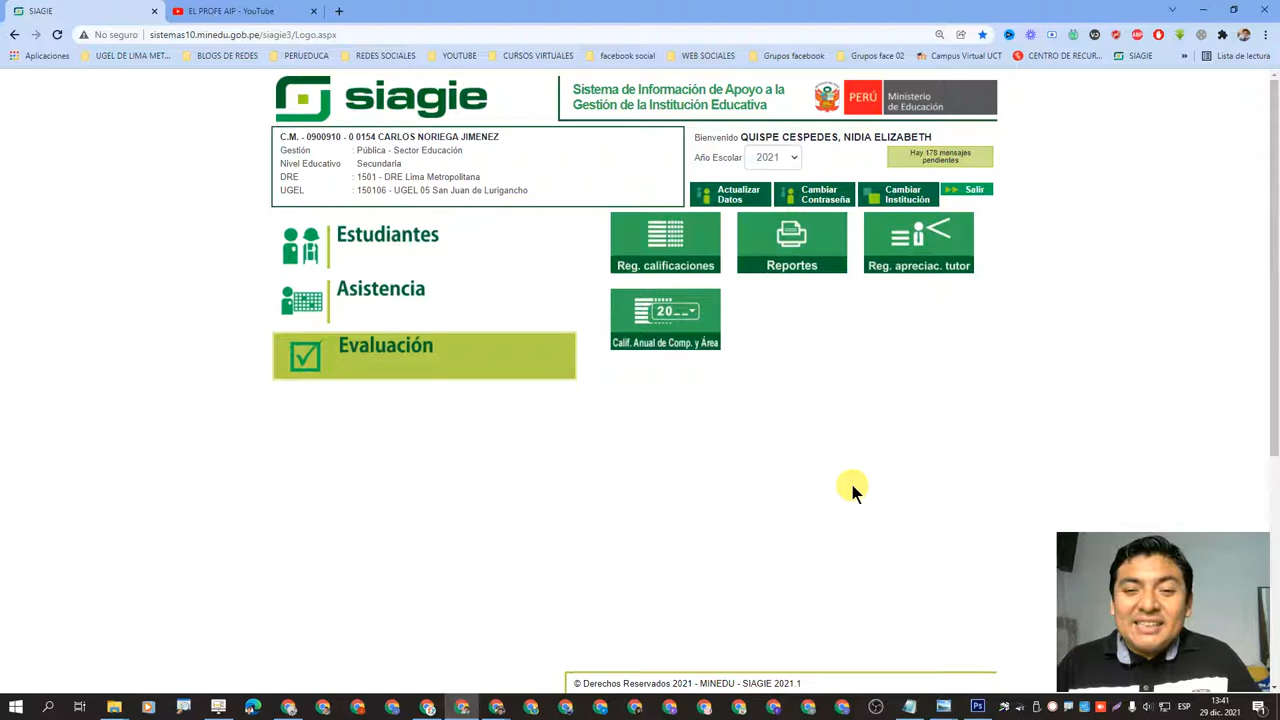 SIAGIE
EL PROFE AIP - YouTube
No seguro
sistemas10.minedu.gob.pe/siagie3/Logo.aspx
Aplicaciones
UGEL DE LIMA MET...
BLOGS DE REDES
PERUEDUCA
REDES SOCIALES
YOUTUBE
CURSOS VIRTUALES
facebook social
WEB SOCIALES
Grupos facebook
Grupos face 02
Campus Virtual UCT
CENTRO DE RECUR...
SIAGIE
»
Lista de lectura
siagie
Sistema de Información de Apoyo a la
Gestión de la Institución Educativa
PERÚ
Ministerio
de Educación
C.M. - 0900910 - 0 0154 CARLOS NORIEGA JIMENEZ
Gestión : Pública - Sector Educación
Nivel Educativo Secundaria
DRE : 1501 - DRE Lima Metropolitana
UGEL : 150106 - UGEL 05 San Juan de Lurigancho
Bienvenido QUISPE CESPEDES, NIDIA ELIZABETH
Año Escolar 2021
Hay 178 mensajes
pendientes
Actualizar
Datos
Cambiar
Contraseña
Cambiar
Institución
Salir
Estudiantes
Asistencia
Evaluación
Reg. calificaciones
Reportes
Reg. apreciac. tutor
20__
Calif. Anual de Comp. y Área
© Derechos Reservados 2021 - MINEDU - SIAGIE 2021.1
ESP
13:41
29 dic. 2021